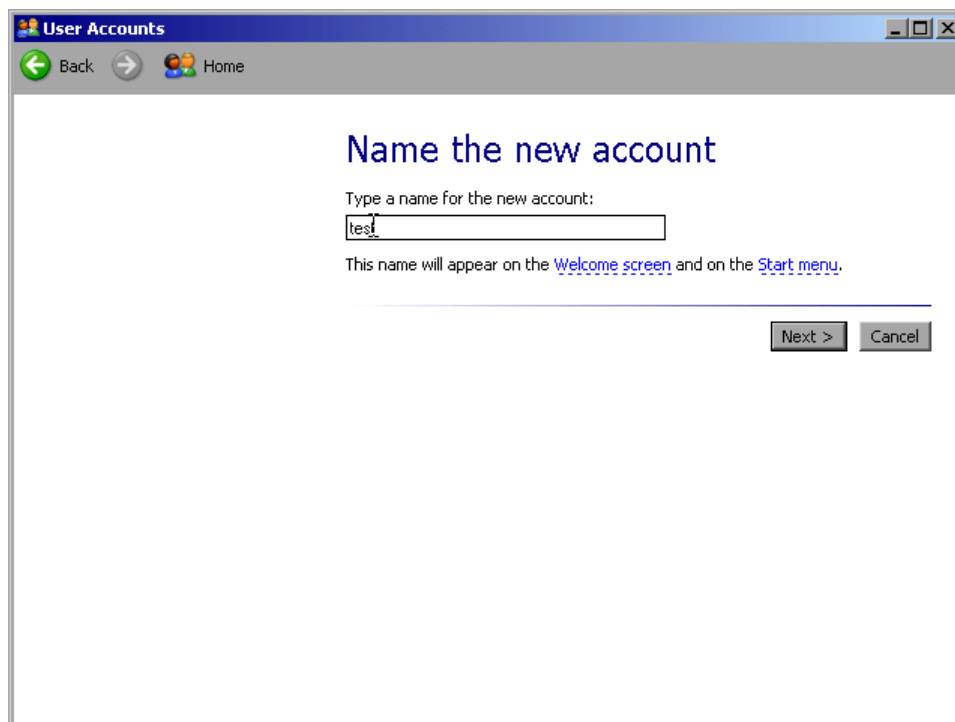 User Accounts
Back Home
Name the new account
Type a name for the new account:
test
This name will appear on the Welcome screen and on the Start menu.
Next > Cancel